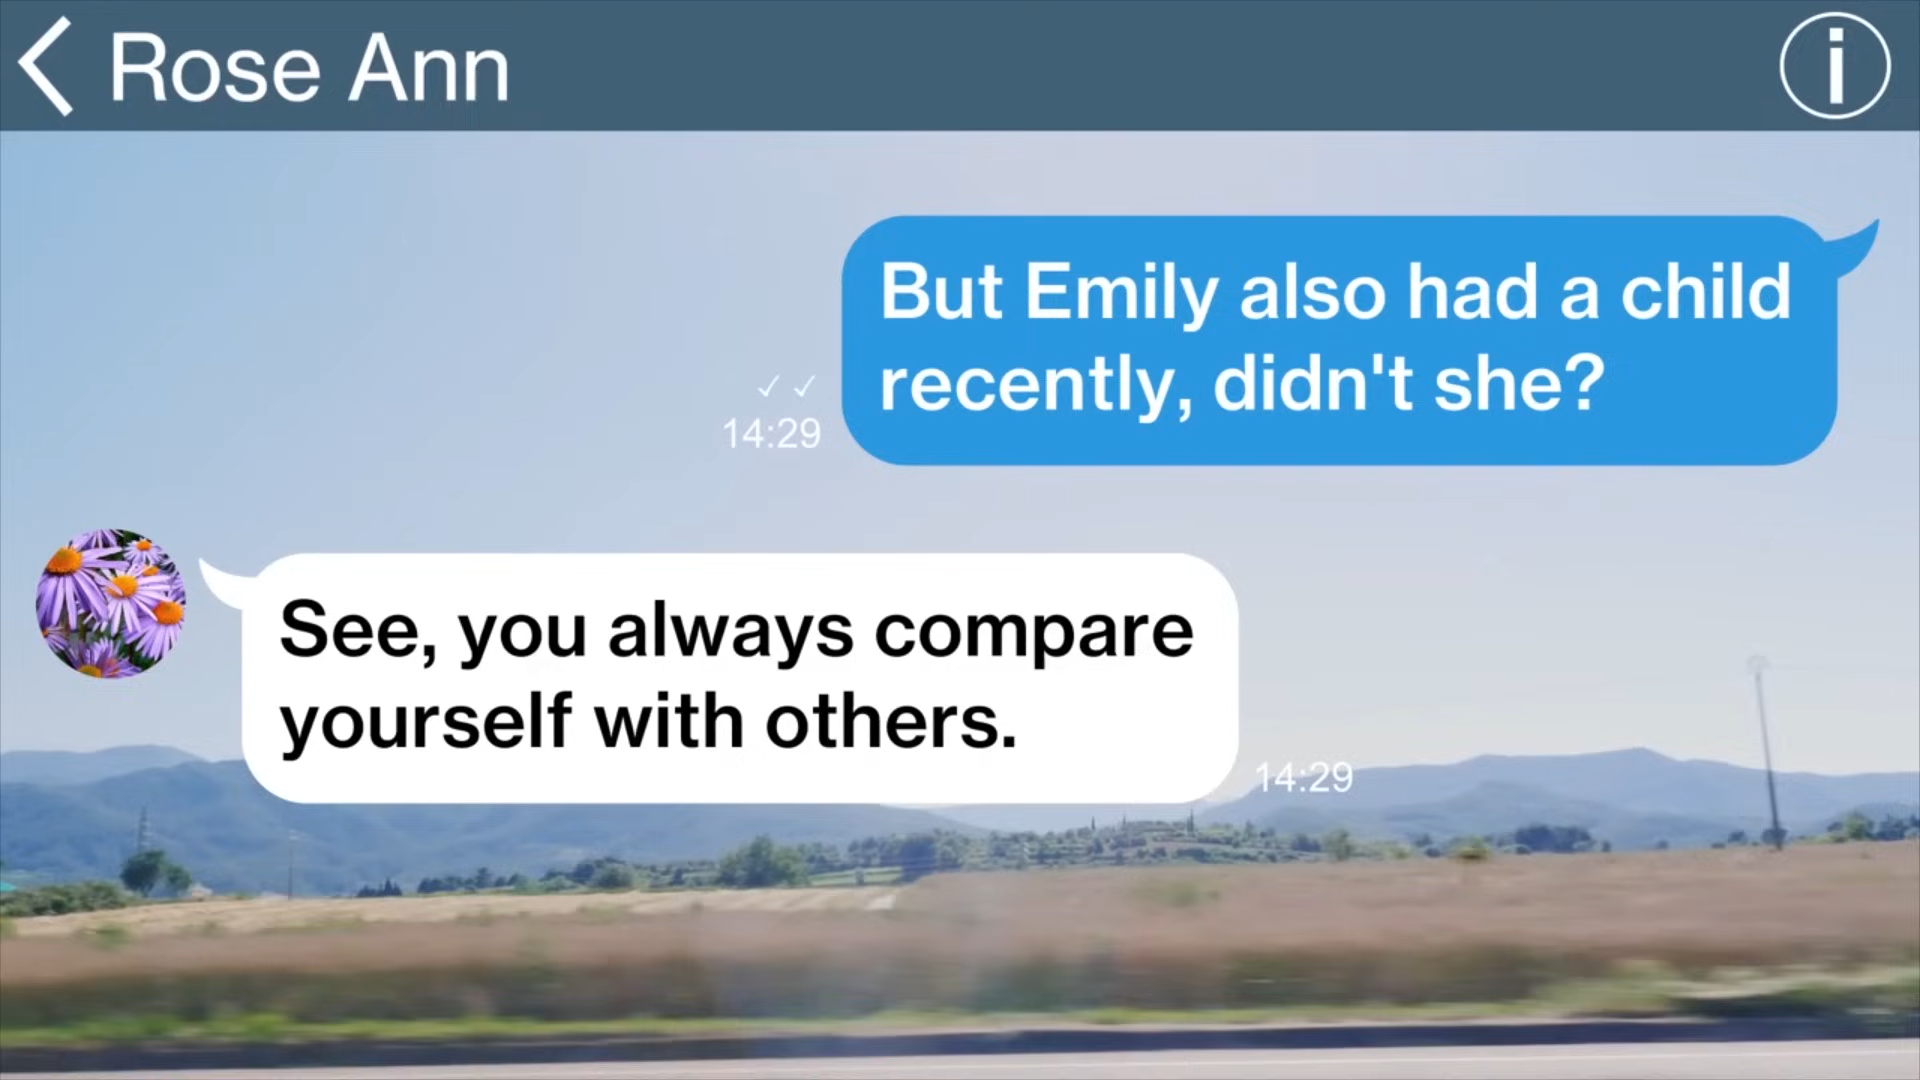 Rose Ann
But Emily also had a child
recently, didn't she?
✓ ✓
14:29
See, you always compare
yourself with others.
14:29